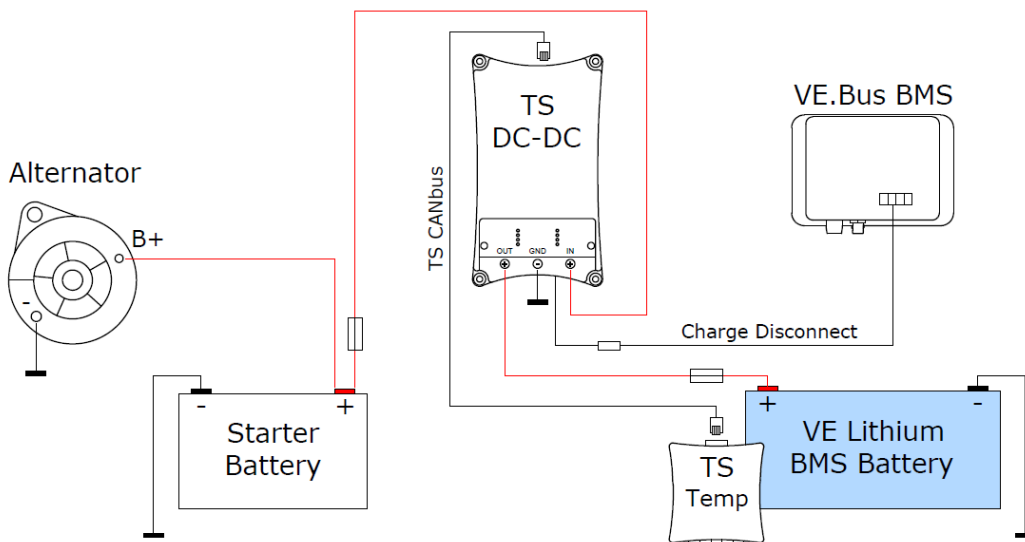 TS
DC-DC
VE.Bus BMS
Alternator
B+
-
TS CANbus
OUT GND IN
+ - +
Charge Disconnect
- +
Starter
Battery
+ -
VE Lithium
BMS Battery
TS
Temp